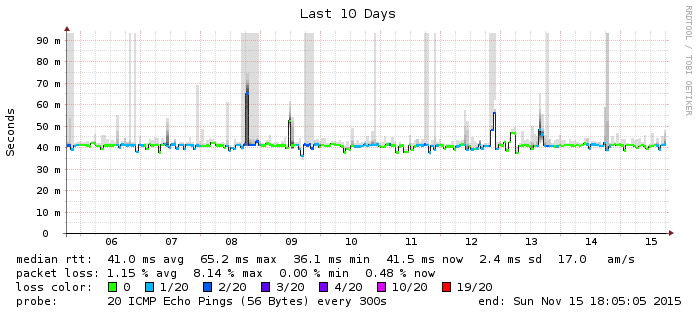 Last 10 Days
RRDTOOL / TOBI OETIKER
Seconds
90 m
80 m
70 m
60 m
50 m
40 m
30 m
20 m
10 m
0
06 07 08 09 10 11 12 13 14 15
median rtt: 41.0 ms avg 65.2 ms max 36.1 ms min 41.5 ms now 2.4 ms sd 17.0 am/s
packet loss: 1.15 % avg 8.14 % max 0.00 % min 0.48 % now
loss color: 0 1/20 2/20 3/20 4/20 10/20 19/20
probe: 20 ICMP Echo Pings (56 Bytes) every 300s end: Sun Nov 15 18:05:05 2015